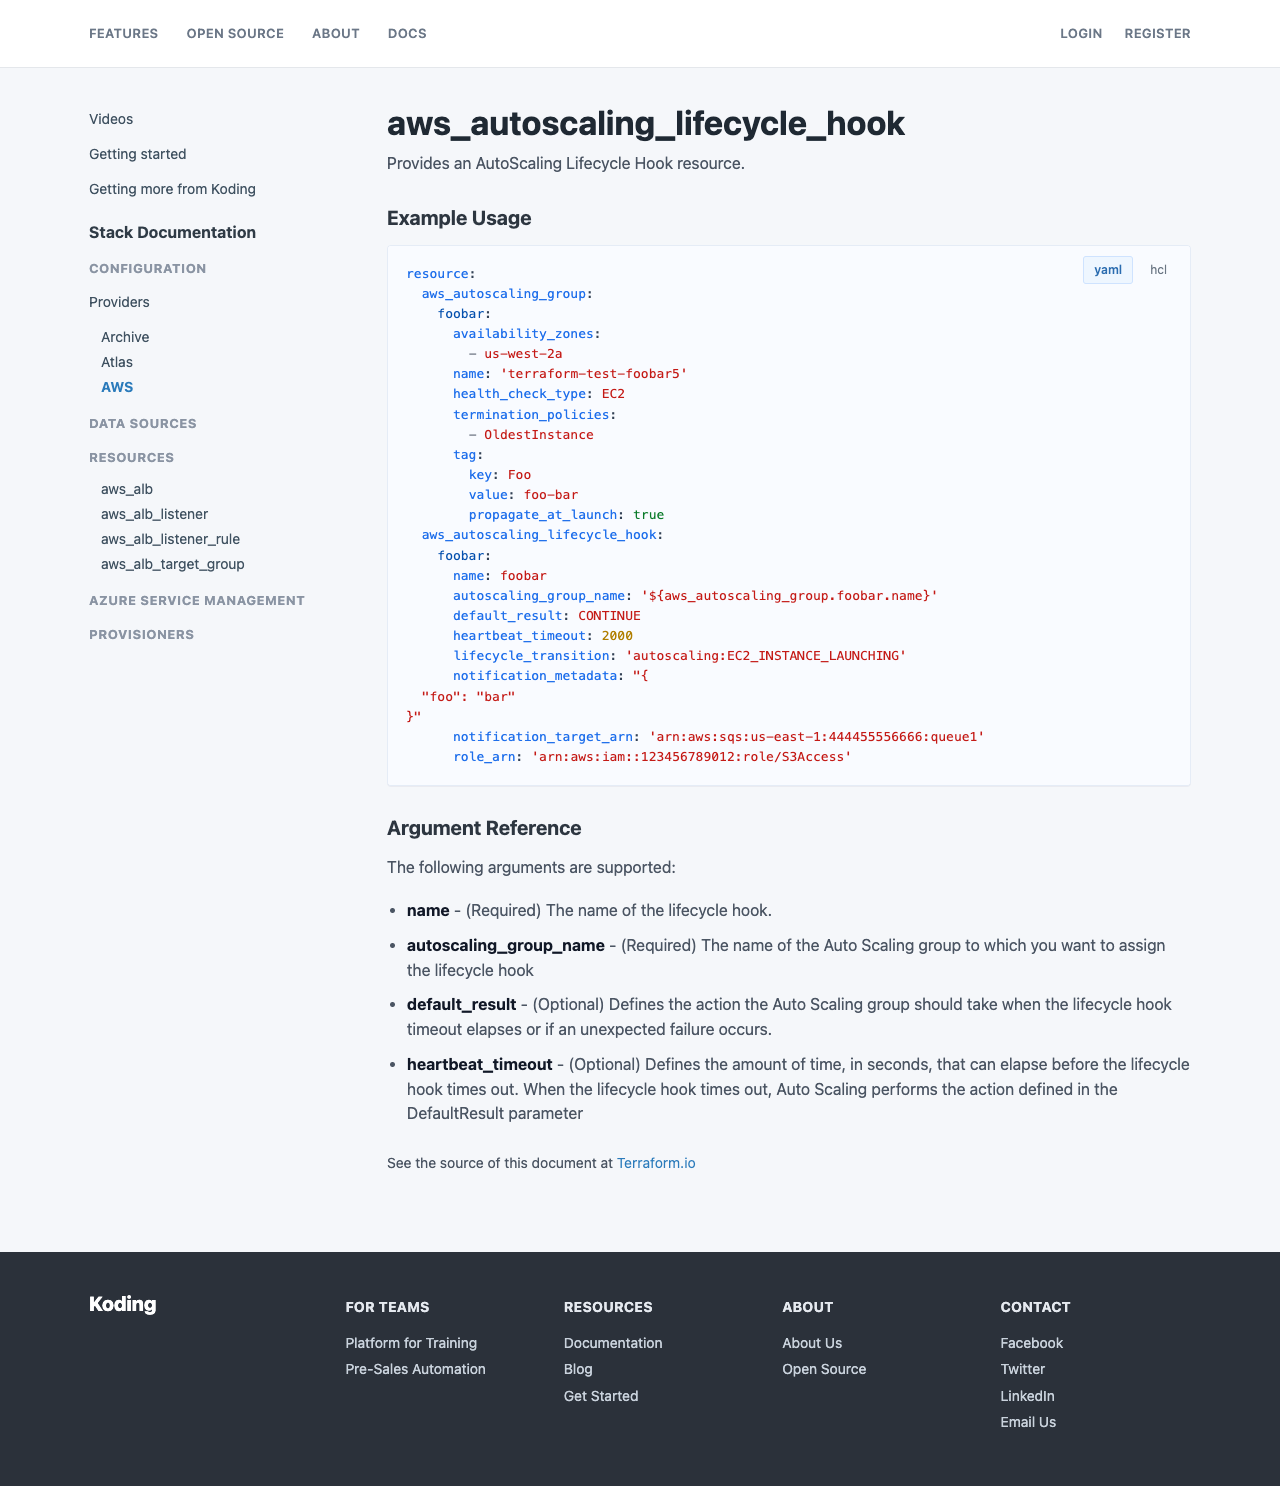 FEATURES OPEN SOURCE ABOUT DOCS LOGIN REGISTER
Videos
Getting started
Getting more from Koding
Stack Documentation
CONFIGURATION
Providers
Archive
Atlas
AWS
DATA SOURCES
RESOURCES
aws_alb
aws_alb_listener
aws_alb_listener_rule
aws_alb_target_group
AZURE SERVICE MANAGEMENT
PROVISIONERS
aws_autoscaling_lifecycle_hook
Provides an AutoScaling Lifecycle Hook resource.
Example Usage
yaml hcl
resource:
  aws_autoscaling_group:
    foobar:
      availability_zones:
        - us-west-2a
      name: 'terraform-test-foobar5'
      health_check_type: EC2
      termination_policies:
        - OldestInstance
      tag:
        key: Foo
        value: foo-bar
        propagate_at_launch: true
  aws_autoscaling_lifecycle_hook:
    foobar:
      name: foobar
      autoscaling_group_name: '${aws_autoscaling_group.foobar.name}'
      default_result: CONTINUE
      heartbeat_timeout: 2000
      lifecycle_transition: 'autoscaling:EC2_INSTANCE_LAUNCHING'
      notification_metadata: "{
  "foo": "bar"
}"
      notification_target_arn: 'arn:aws:sqs:us-east-1:444455556666:queue1'
      role_arn: 'arn:aws:iam::123456789012:role/S3Access'
Argument Reference
The following arguments are supported:
• name - (Required) The name of the lifecycle hook.
• autoscaling_group_name - (Required) The name of the Auto Scaling group to which you want to assign
the lifecycle hook
• default_result - (Optional) Defines the action the Auto Scaling group should take when the lifecycle hook
timeout elapses or if an unexpected failure occurs.
• heartbeat_timeout - (Optional) Defines the amount of time, in seconds, that can elapse before the lifecycle
hook times out. When the lifecycle hook times out, Auto Scaling performs the action defined in the
DefaultResult parameter
See the source of this document at Terraform.io
Koding
FOR TEAMS
Platform for Training
Pre-Sales Automation
RESOURCES
Documentation
Blog
Get Started
ABOUT
About Us
Open Source
CONTACT
Facebook
Twitter
LinkedIn
Email Us